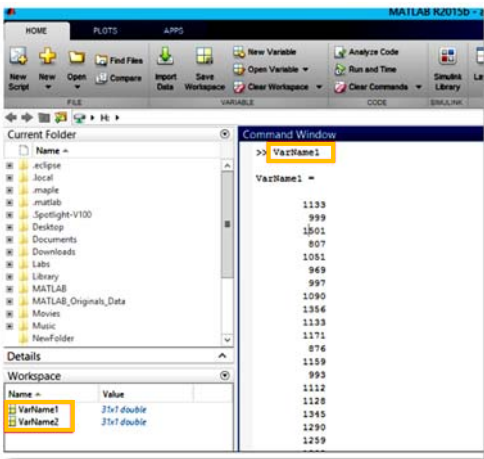 MATLAB R2015b - a
HOME PLOTS APPS
New Script
New
Open
Find Files
Compare
Import Data
Save Workspace
New Variable
Open Variable
Clear Workspace
Analyze Code
Run and Time
Clear Commands
Simulink Library
La
FILE VARIABLE CODE SIMULINK
H:
Current Folder
Name
.eclipse
.local
.maple
.matlab
.Spotlight-V100
Desktop
Documents
Downloads
Labs
Library
MATLAB
MATLAB_Originals_Data
Movies
Music
NewFolder
Details
Workspace
Name Value
VarName1 31x1 double
VarName2 31x1 double
Command Window
>> VarName1
VarName1 =
1133
999
1501
807
1051
969
997
1090
1356
1133
1171
876
1159
993
1112
1128
1345
1290
1259